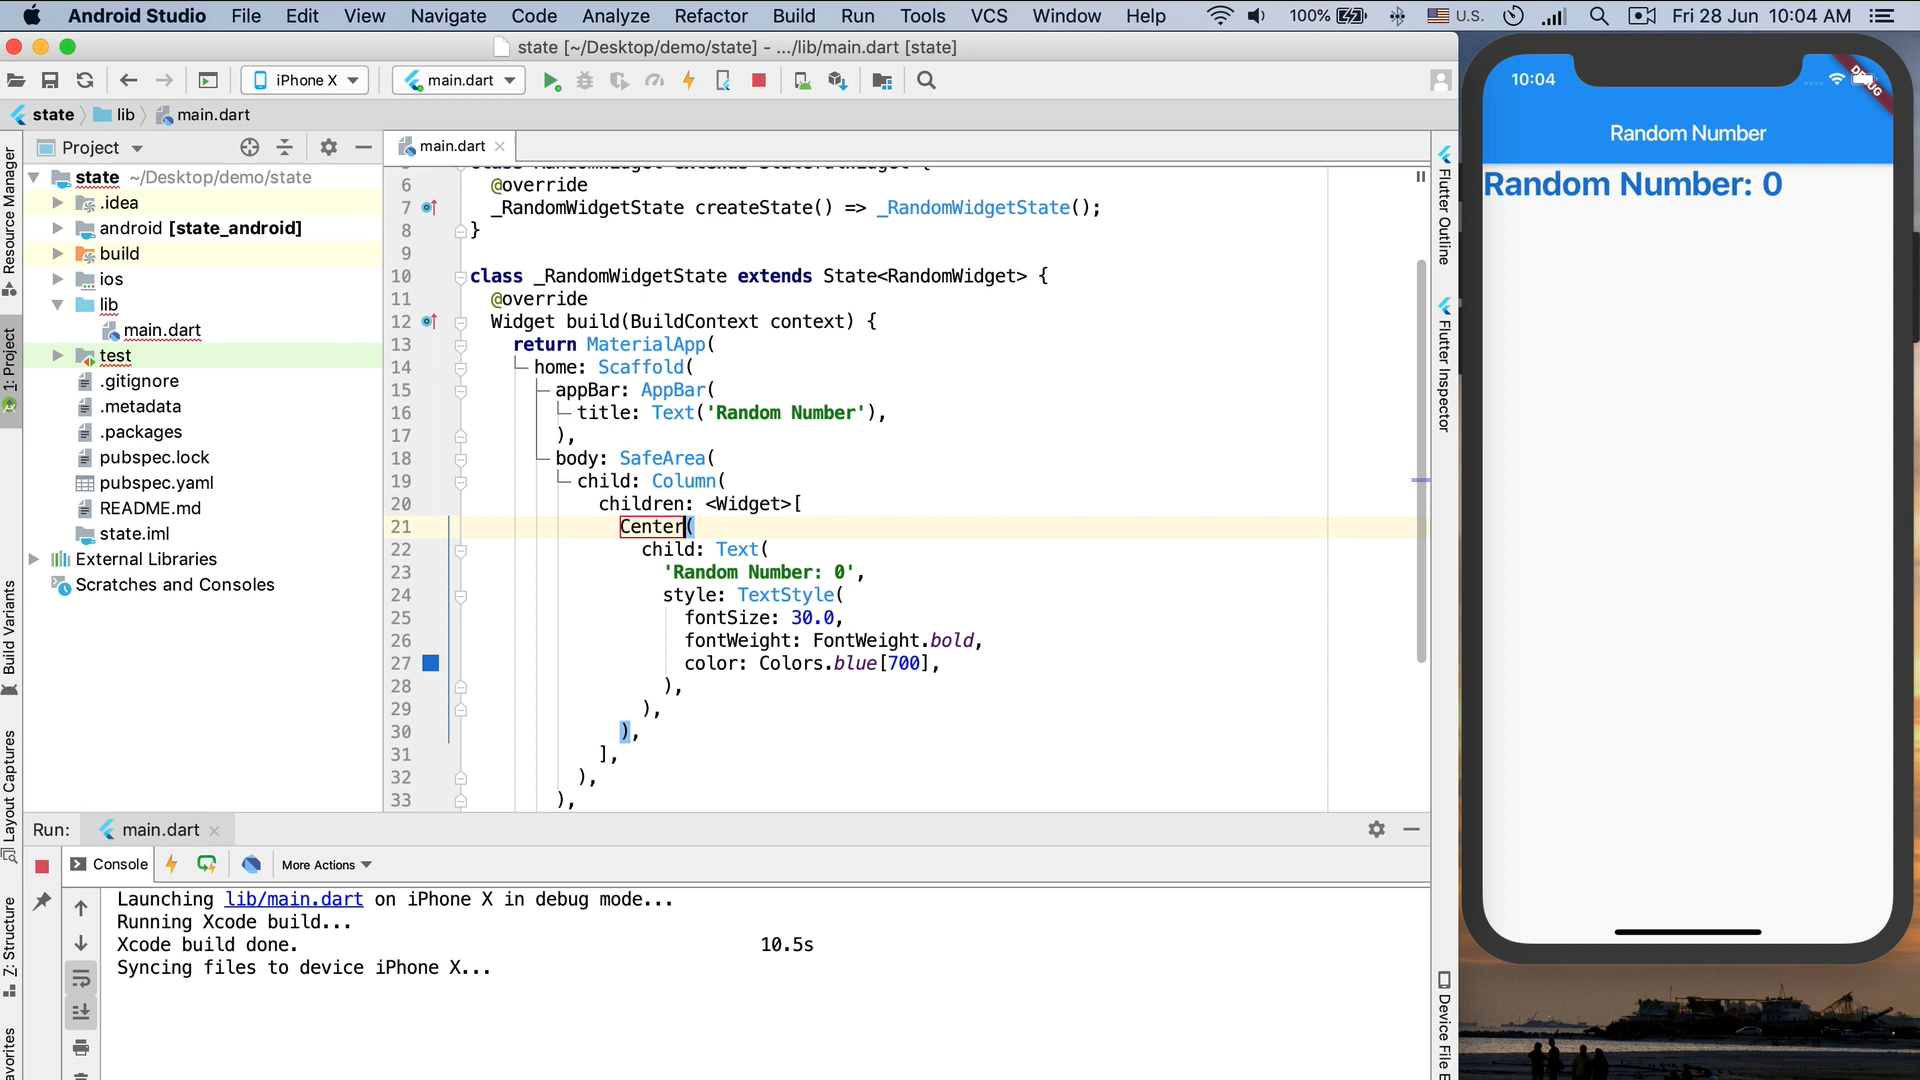 Android Studio File Edit View Navigate Code Analyze Refactor Build Run Tools VCS Window Help 100% U.S. Fri 28 Jun 10:04 AM
state [~/Desktop/demo/state] - .../lib/main.dart [state]
iPhone X main.dart
state lib main.dart
Project
main.dart
Resource Manager
1: Project
Build Variants
Layout Captures
Z: Structure
avorites
state ~/Desktop/demo/state
.idea
android [state_android]
build
ios
lib
main.dart
test
.gitignore
.metadata
.packages
pubspec.lock
pubspec.yaml
README.md
state.iml
External Libraries
Scratches and Consoles
6 @override
7 _RandomWidgetState createState() => _RandomWidgetState();
8 }
9
10 class _RandomWidgetState extends State<RandomWidget> {
11 @override
12 Widget build(BuildContext context) {
13 return MaterialApp(
14 home: Scaffold(
15 appBar: AppBar(
16 title: Text('Random Number'),
17 ),
18 body: SafeArea(
19 child: Column(
20 children: <Widget>[
21 Center(
22 child: Text(
23 'Random Number: 0',
24 style: TextStyle(
25 fontSize: 30.0,
26 fontWeight: FontWeight.bold,
27 color: Colors.blue[700],
28 ),
29 ),
30 ),
31 ],
32 ),
33 ),
Flutter Outline
Flutter Inspector
Device File E
Run: main.dart
Console More Actions
Launching lib/main.dart on iPhone X in debug mode...
Running Xcode build...
Xcode build done. 10.5s
Syncing files to device iPhone X...
10:04
DEBUG
Random Number
Random Number: 0